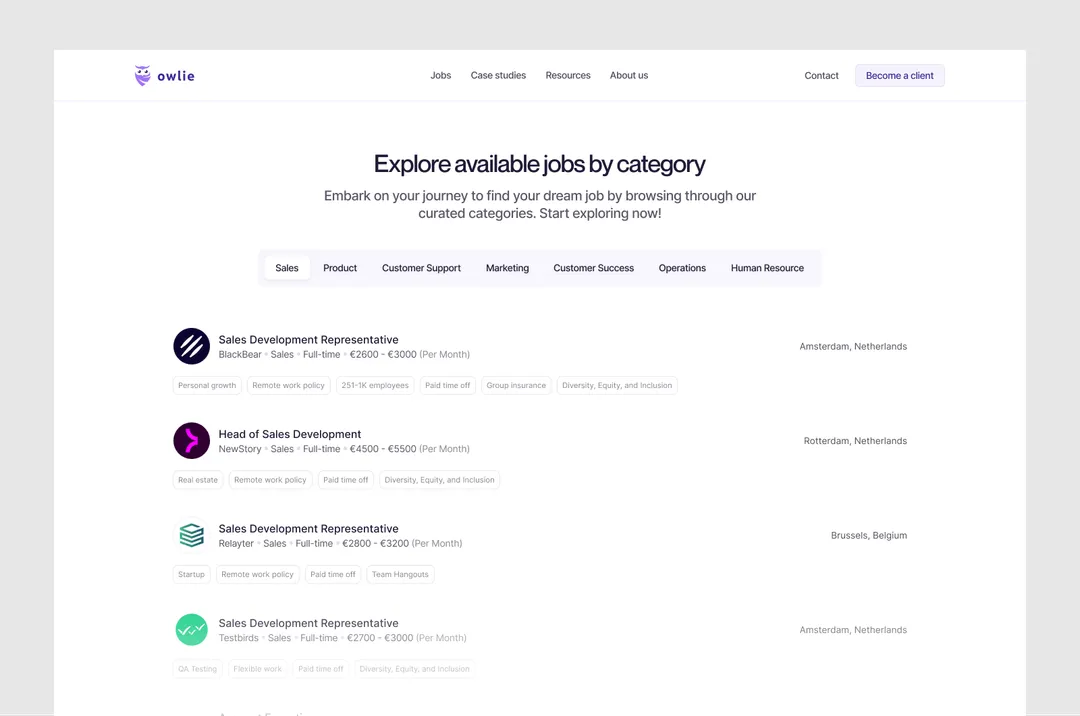 owlie
Jobs Case studies Resources About us
Contact Become a client
Explore available jobs by category
Embark on your journey to find your dream job by browsing through our
curated categories. Start exploring now!
Sales Product Customer Support Marketing Customer Success Operations Human Resource
Sales Development Representative
BlackBear • Sales • Full-time • €2600 - €3000 (Per Month)
Amsterdam, Netherlands
Personal growth Remote work policy 251-1K employees Paid time off Group insurance Diversity, Equity, and Inclusion
Head of Sales Development
NewStory • Sales • Full-time • €4500 - €5500 (Per Month)
Rotterdam, Netherlands
Real estate Remote work policy Paid time off Diversity, Equity, and Inclusion
Sales Development Representative
Relayter • Sales • Full-time • €2800 - €3200 (Per Month)
Brussels, Belgium
Startup Remote work policy Paid time off Team Hangouts
Sales Development Representative
Testbirds • Sales • Full-time • €2700 - €3000 (Per Month)
Amsterdam, Netherlands
QA Testing Flexible work Paid time off Diversity, Equity, and Inclusion